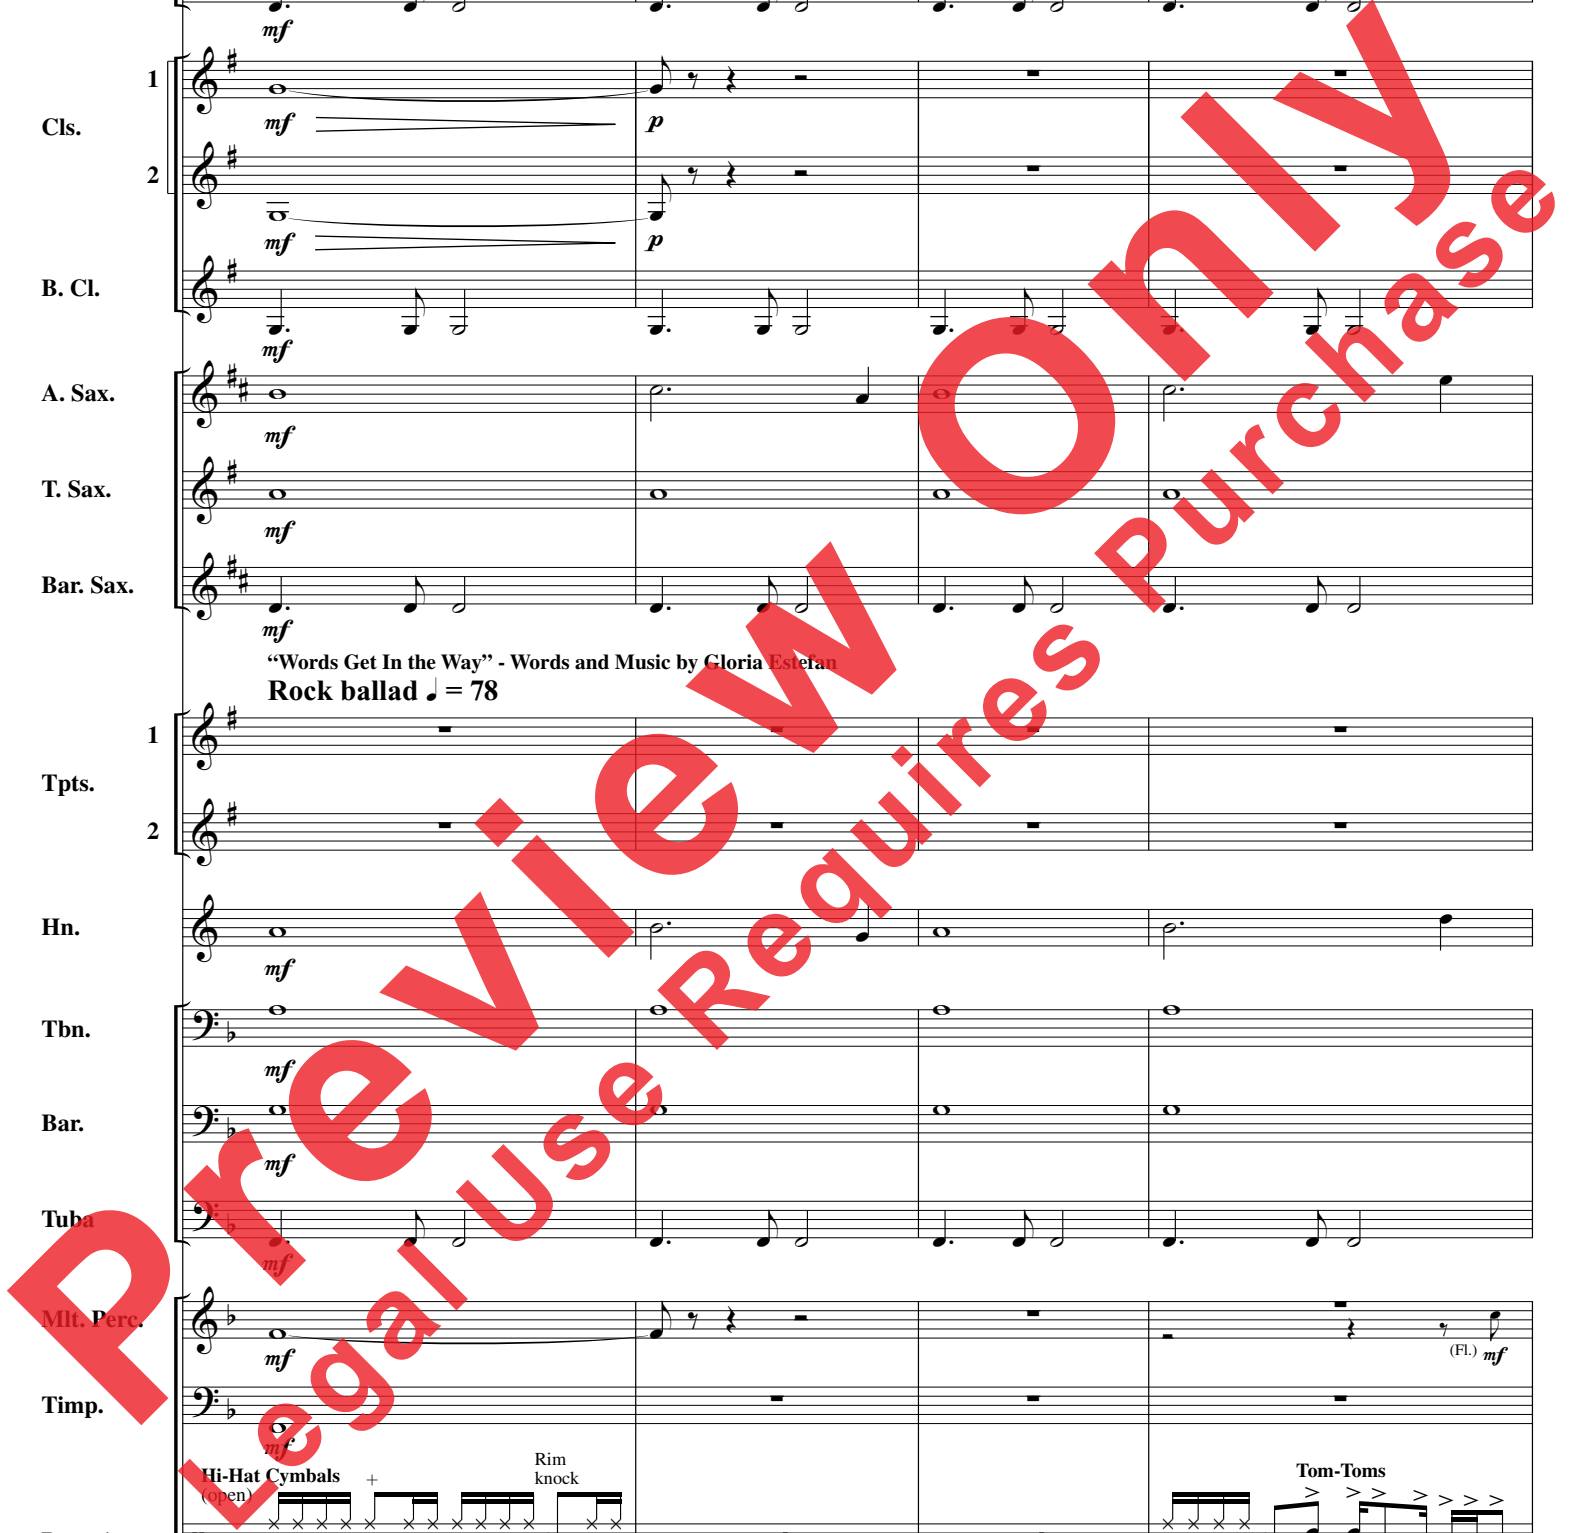 mf
1
Cls.
mf
p
2
mf
p
B. Cl.
mf
A. Sax.
mf
T. Sax.
mf
Bar. Sax.
mf
“Words Get In the Way” - Words and Music by Gloria Estefan
Rock ballad ♩ = 78
1
Tpts.
2
Hn.
mf
Tbn.
mf
Bar.
mf
Tuba
mf
Mlt. Perc.
mf
(Fl.) mf
Timp.
mf
Hi-Hat Cymbals
(open)
+
Rim
knock
Tom-Toms
Preview Only
Legal Use Requires Purchase